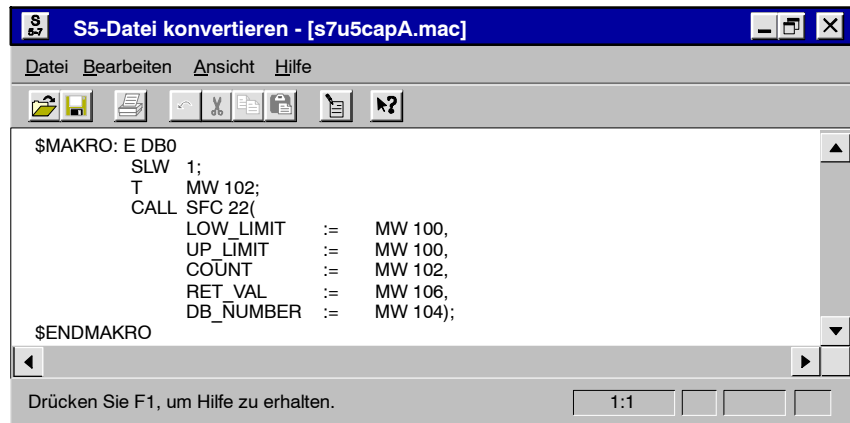 S
5-7
S5-Datei konvertieren - [s7u5capA.mac]
Datei Bearbeiten Ansicht Hilfe
$MAKRO: E DB0
SLW 1;
T MW 102;
CALL SFC 22(
LOW_LIMIT := MW 100,
UP_LIMIT := MW 100,
COUNT := MW 102,
RET_VAL := MW 106,
DB_NUMBER := MW 104);
$ENDMAKRO
Drücken Sie F1, um Hilfe zu erhalten.
1:1